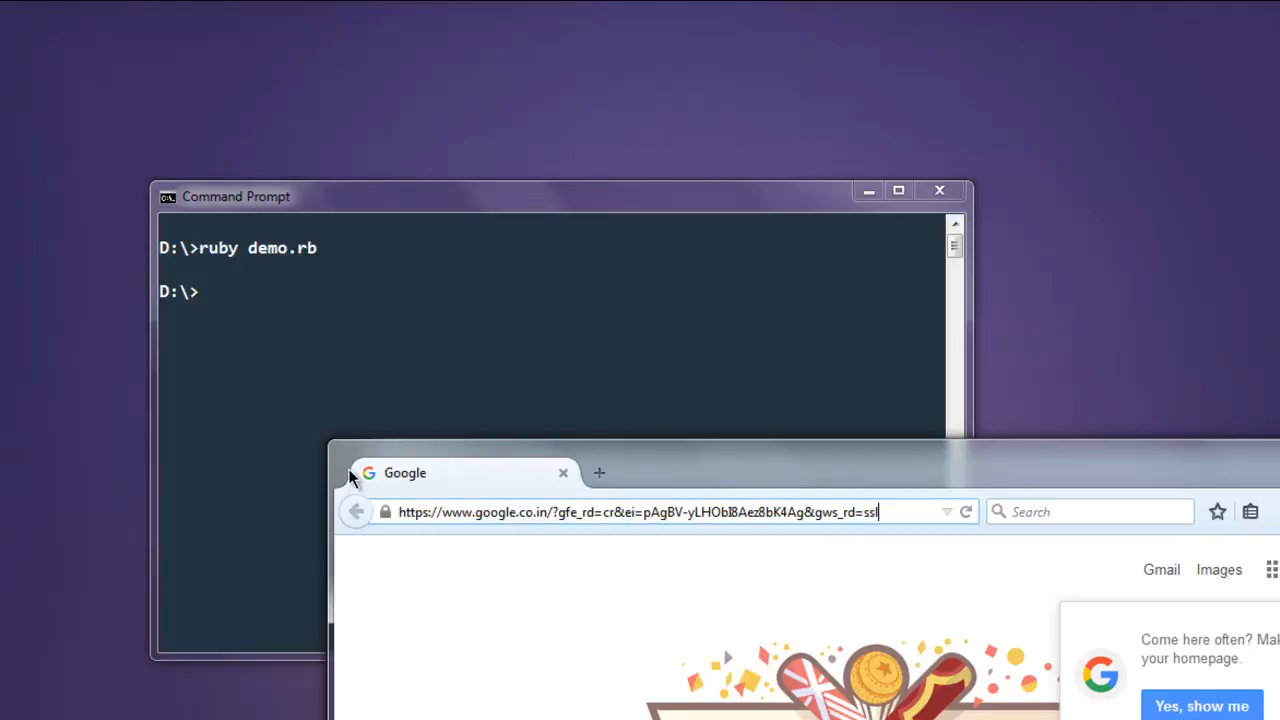 Command Prompt
D:\>ruby demo.rb
D:\>
Google
https://www.google.co.in/?gfe_rd=cr&ei=pAgBV-yLHObI8Aez8bK4Ag&gws_rd=ssl
Search
Gmail Images
Come here often? Mak
your homepage.
Yes, show me